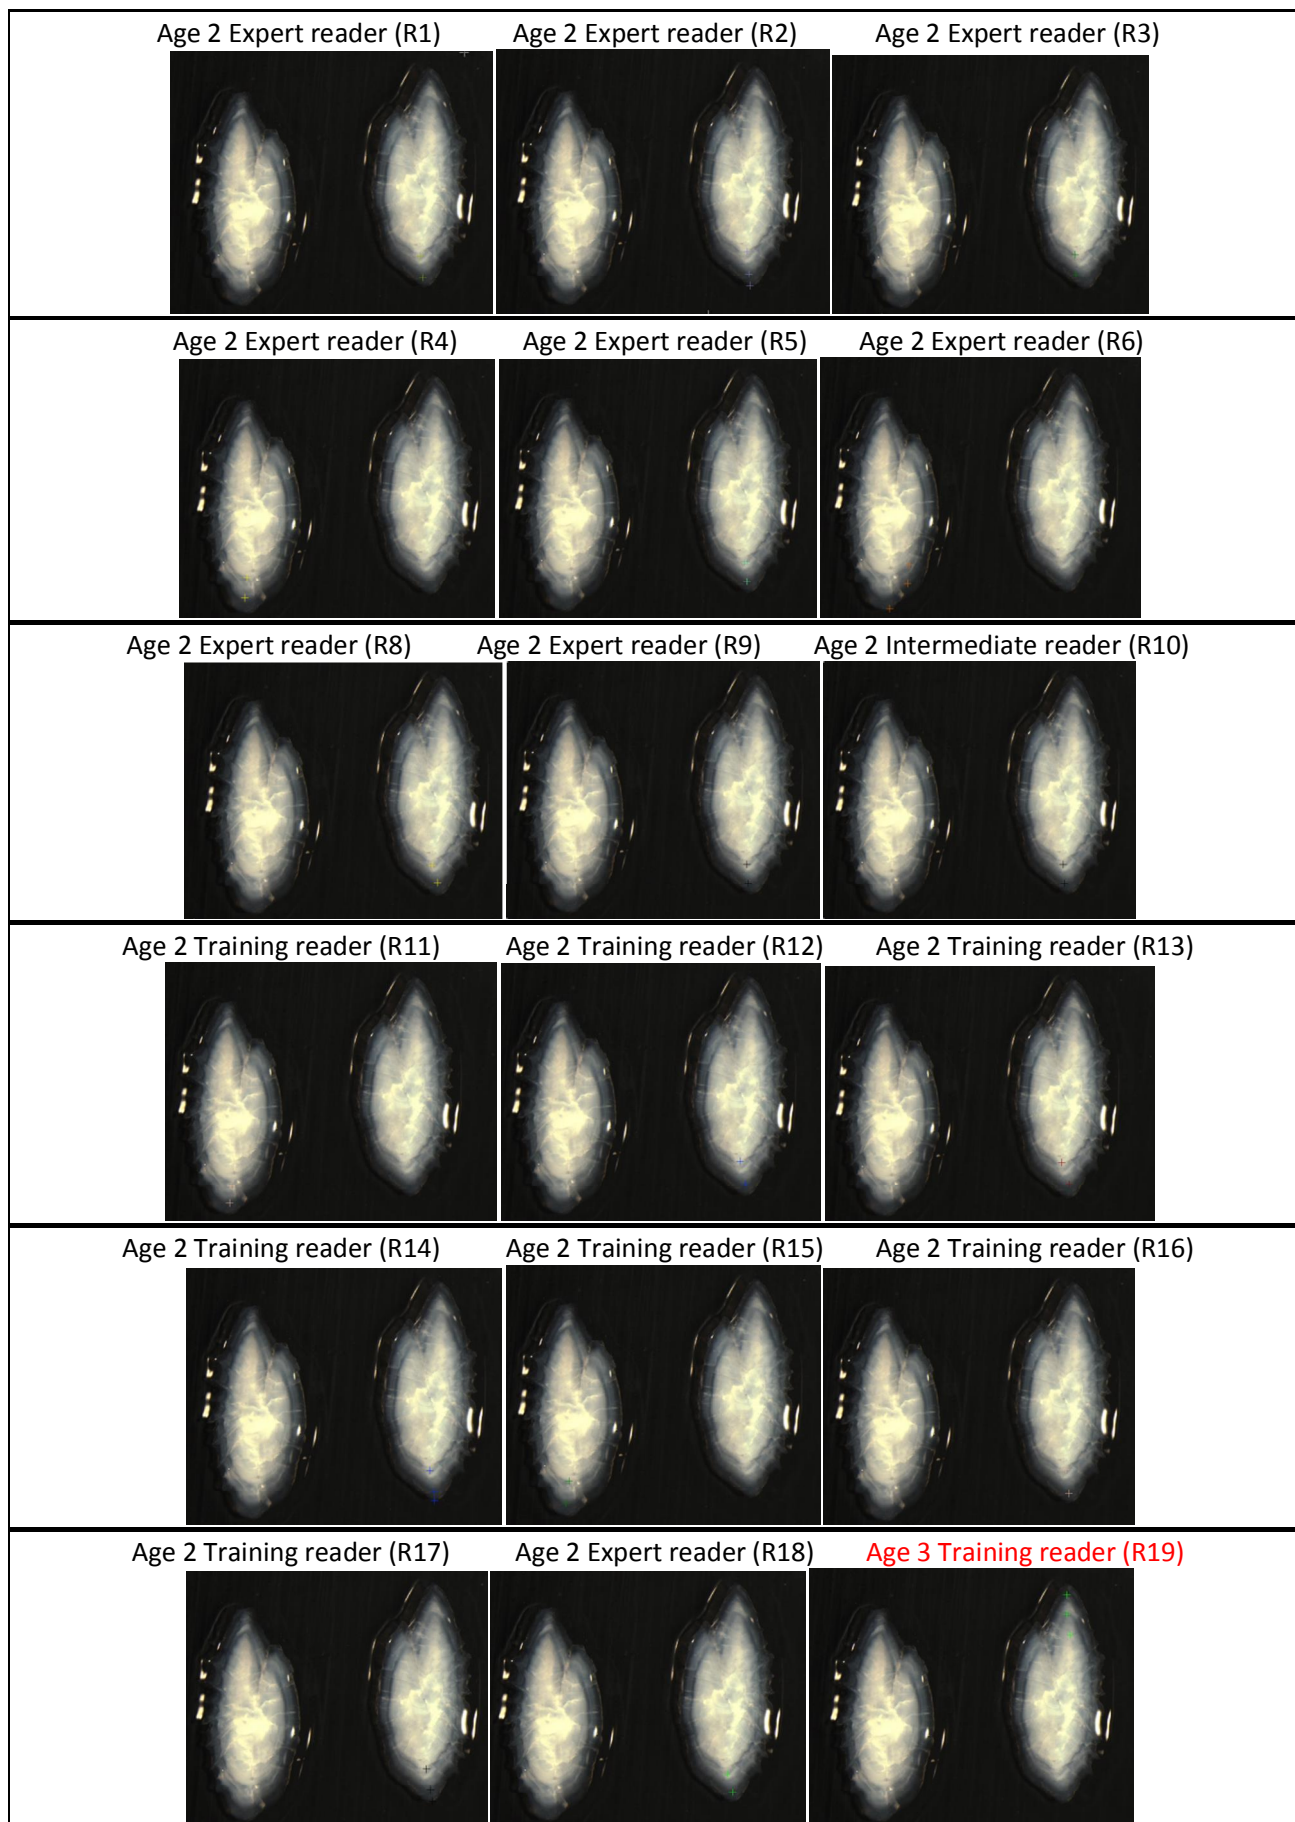 Age 2 Expert reader (R1) Age 2 Expert reader (R2) Age 2 Expert reader (R3)
Age 2 Expert reader (R4) Age 2 Expert reader (R5) Age 2 Expert reader (R6)
Age 2 Expert reader (R8) Age 2 Expert reader (R9) Age 2 Intermediate reader (R10)
Age 2 Training reader (R11) Age 2 Training reader (R12) Age 2 Training reader (R13)
Age 2 Training reader (R14) Age 2 Training reader (R15) Age 2 Training reader (R16)
Age 2 Training reader (R17) Age 2 Expert reader (R18) Age 3 Training reader (R19)